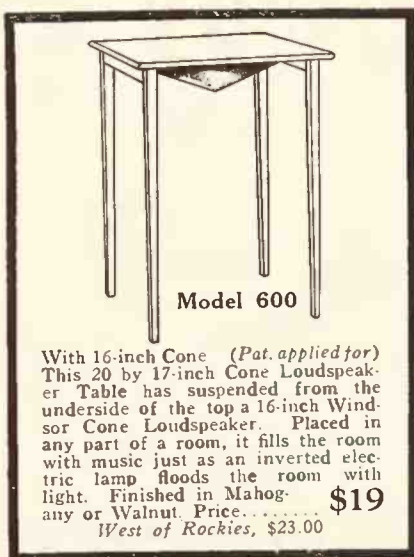 Model 600
With 16-inch Cone (Pat. applied for)
This 20 by 17-inch Cone Loudspeak-
er Table has suspended from the
underside of the top a 16-inch Wind-
sor Cone Loudspeaker. Placed in
any part of a room, it fills the room
with music just as an inverted elec-
tric lamp floods the room with
light. Finished in Mahog-
any or Walnut. Price........ $19
West of Rockies, $23.00